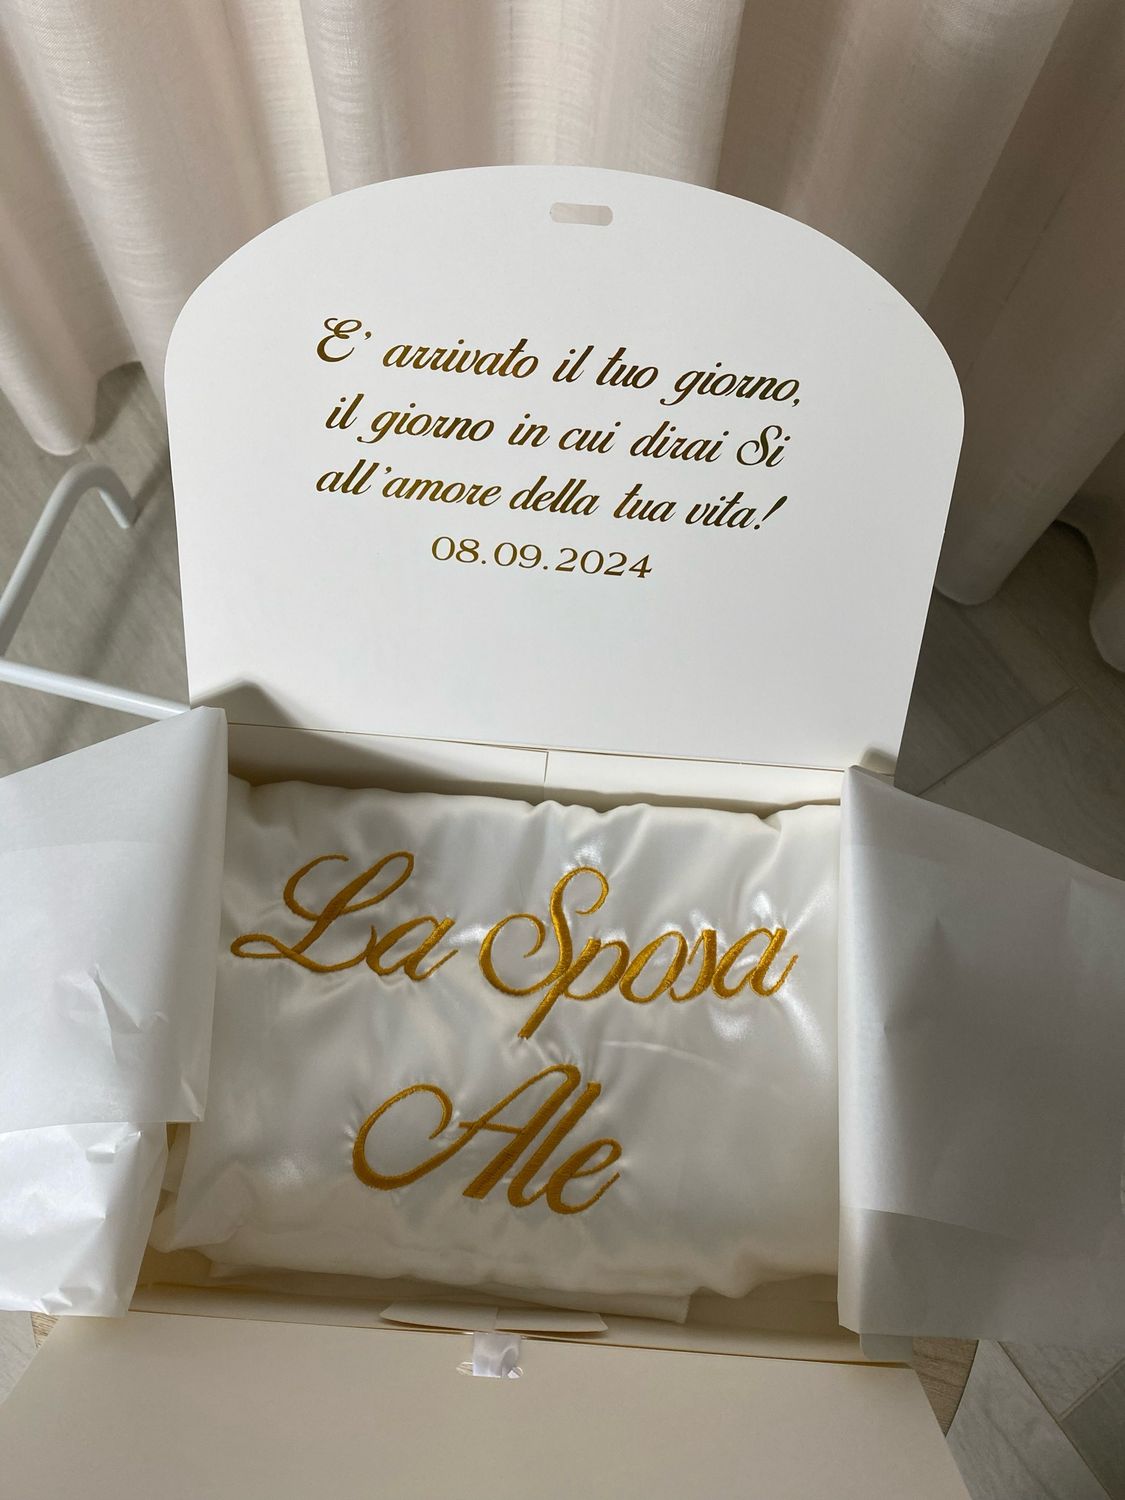 E' arrivato il tuo giorno,
il giorno in cui dirai Si
all'amore della tua vita!
08.09.2024
La Sposa
Ale